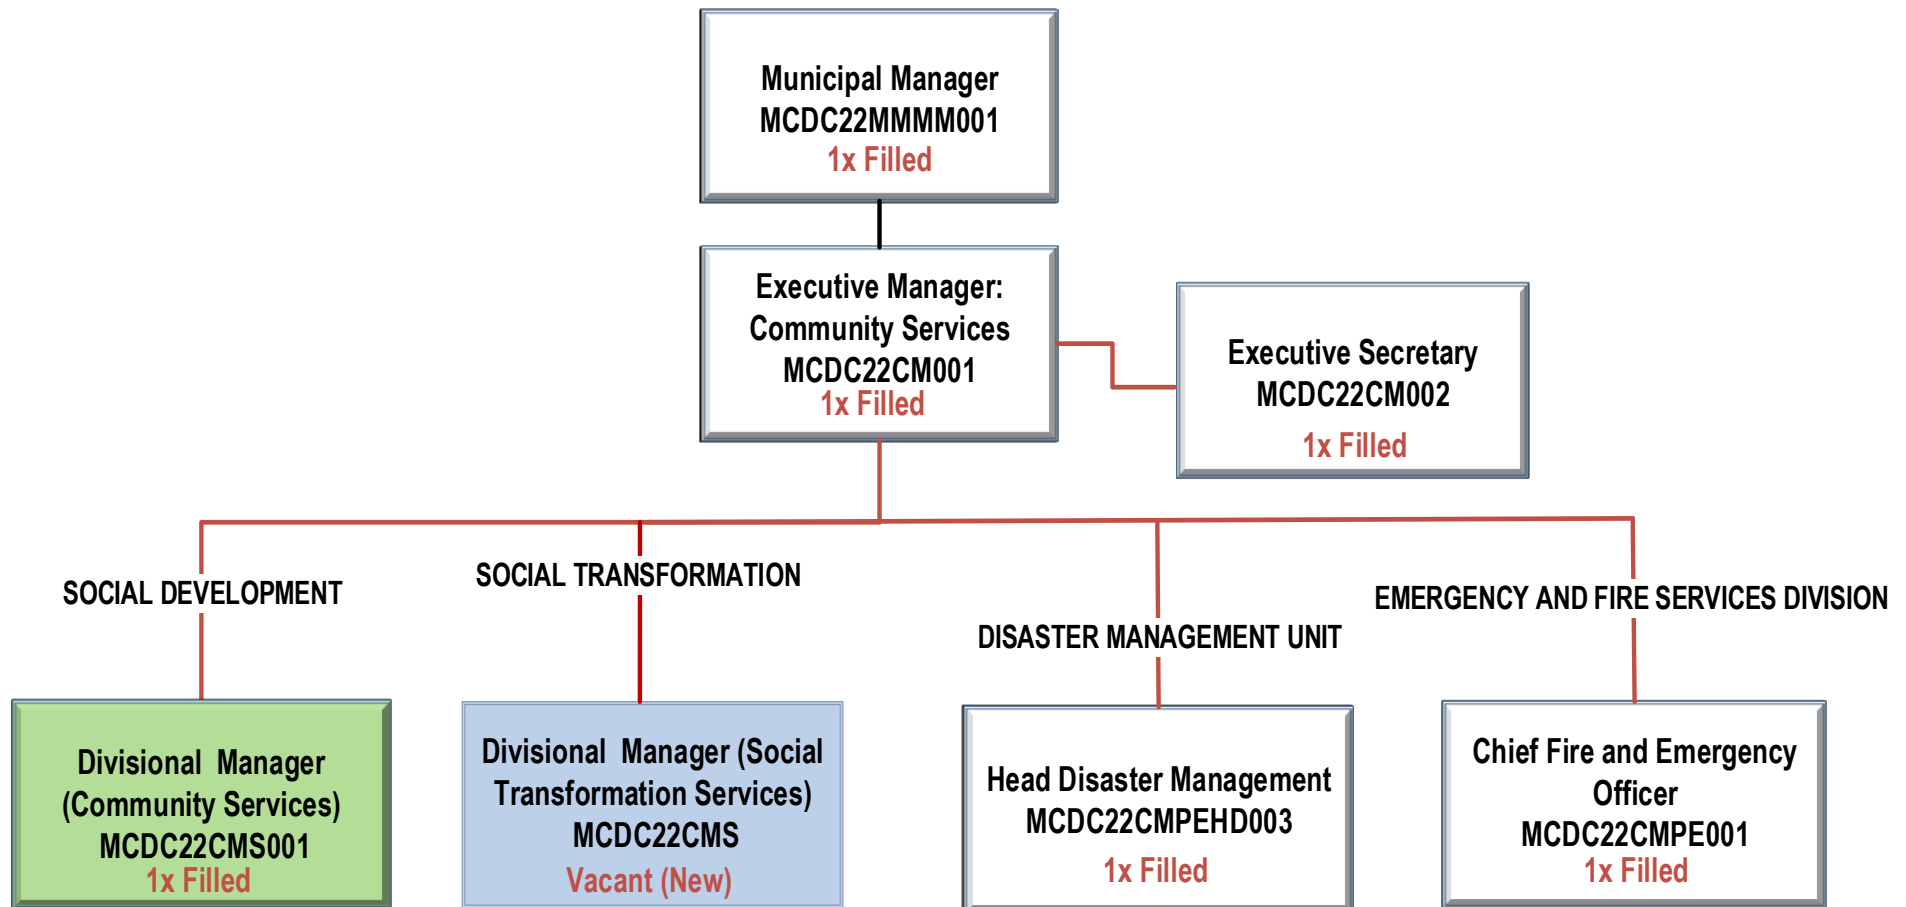 Municipal Manager
MCDC22MMMM001
1x Filled
Executive Manager:
Community Services
MCDC22CM001
1x Filled
Executive Secretary
MCDC22CM002
1x Filled
SOCIAL DEVELOPMENT
SOCIAL TRANSFORMATION
DISASTER MANAGEMENT UNIT
EMERGENCY AND FIRE SERVICES DIVISION
Divisional Manager
(Community Services)
MCDC22CMS001
1x Filled
Divisional Manager (Social
Transformation Services)
MCDC22CMS
Vacant (New)
Head Disaster Management
MCDC22CMPEHD003
1x Filled
Chief Fire and Emergency
Officer
MCDC22CMPE001
1x Filled